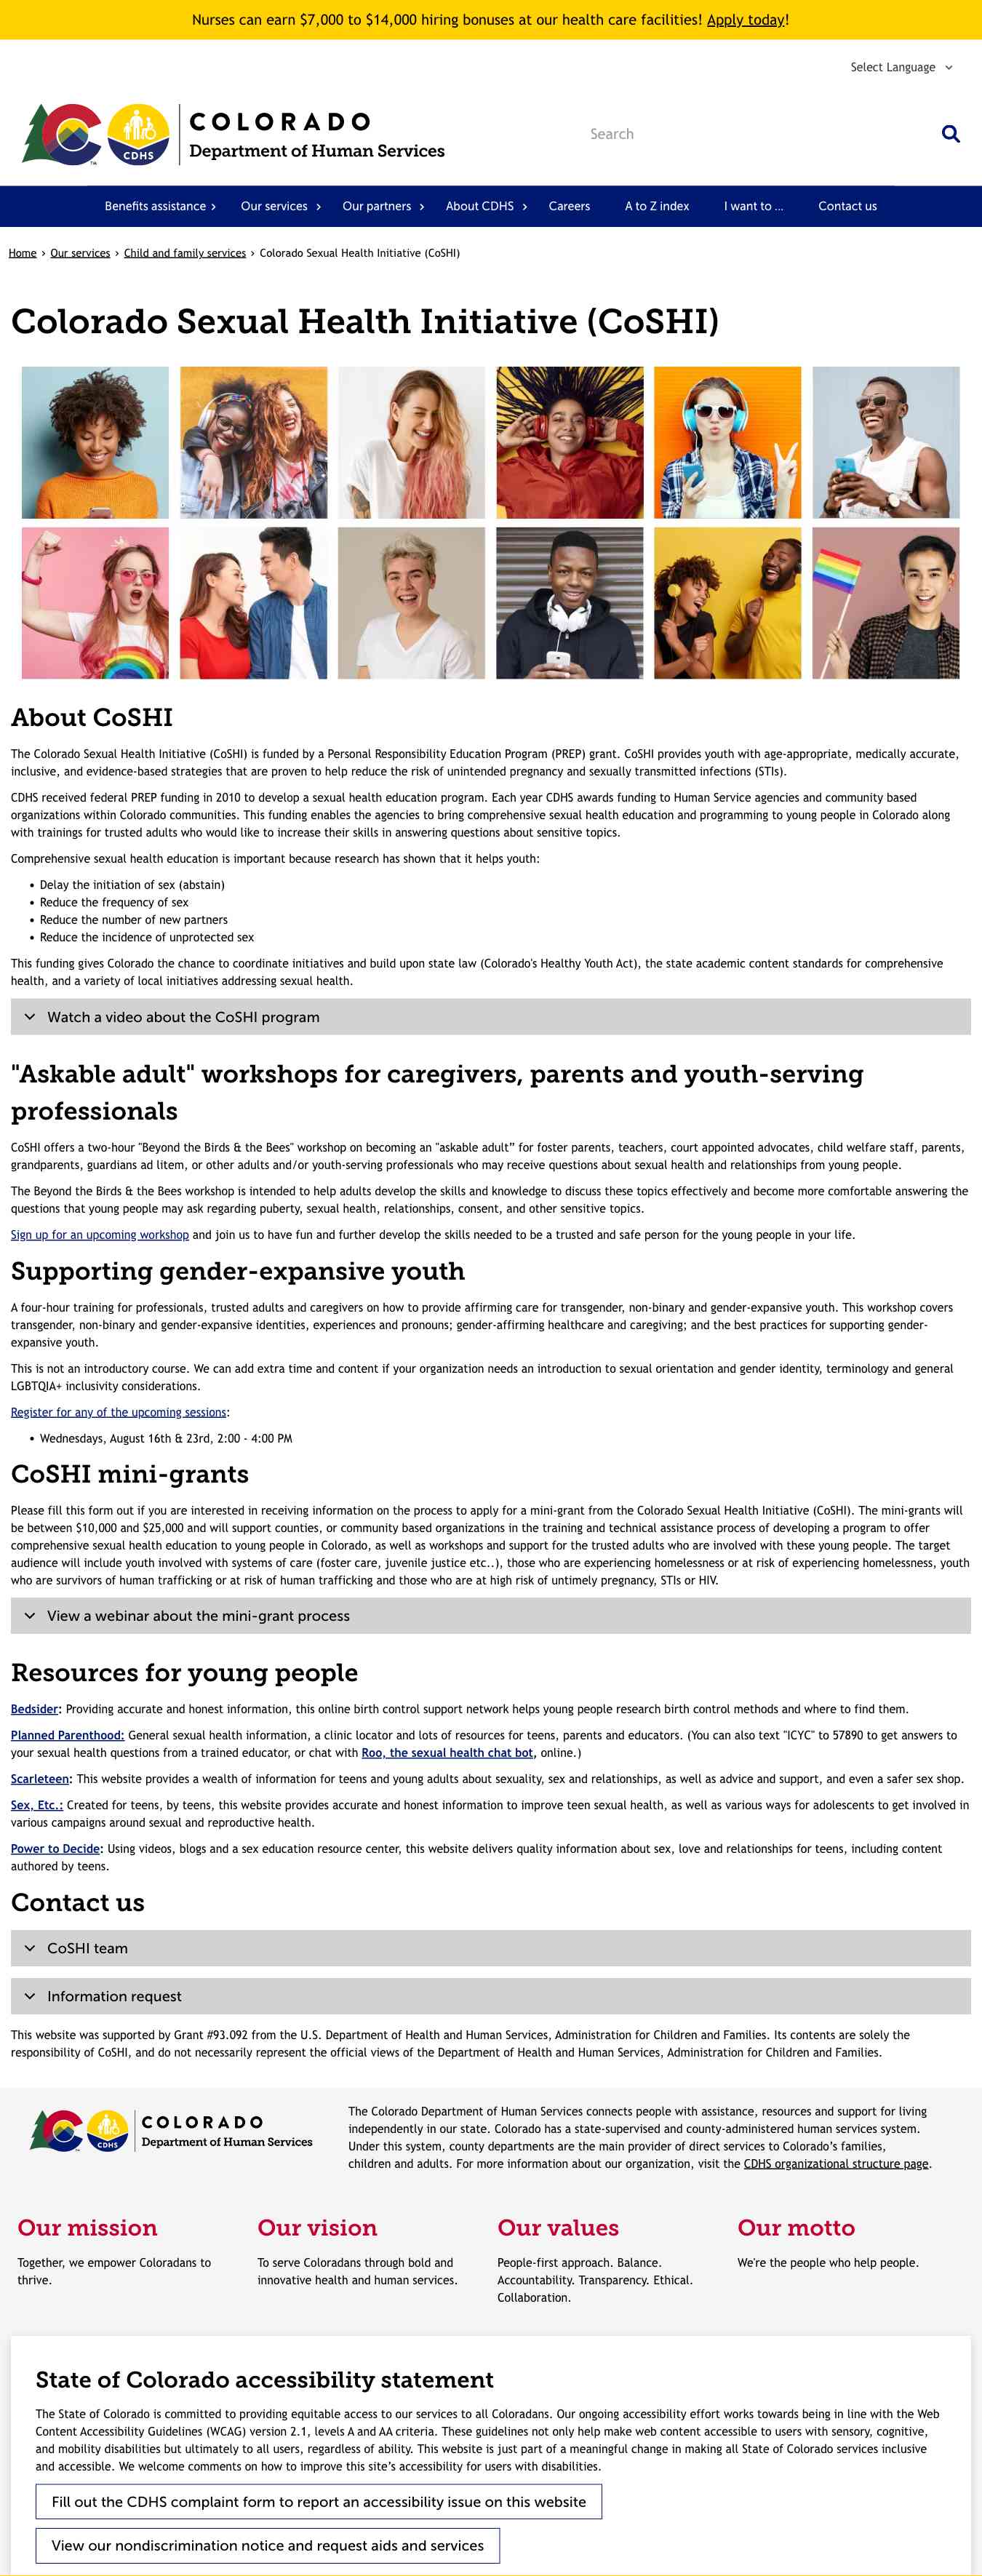 Nurses can earn $7,000 to $14,000 hiring bonuses at our health care facilities! Apply today!
Select Language
COLORADO
Department of Human Services
CDHS
TM
Search
Benefits assistance
Our services
Our partners
About CDHS
Careers
A to Z index
I want to ...
Contact us
Home › Our services › Child and family services › Colorado Sexual Health Initiative (CoSHI)
Colorado Sexual Health Initiative (CoSHI)
About CoSHI
The Colorado Sexual Health Initiative (CoSHI) is funded by a Personal Responsibility Education Program (PREP) grant. CoSHI provides youth with age-appropriate, medically accurate,
inclusive, and evidence-based strategies that are proven to help reduce the risk of unintended pregnancy and sexually transmitted infections (STIs).
CDHS received federal PREP funding in 2010 to develop a sexual health education program. Each year CDHS awards funding to Human Service agencies and community based
organizations within Colorado communities. This funding enables the agencies to bring comprehensive sexual health education and programming to young people in Colorado along
with trainings for trusted adults who would like to increase their skills in answering questions about sensitive topics.
Comprehensive sexual health education is important because research has shown that it helps youth:
• Delay the initiation of sex (abstain)
• Reduce the frequency of sex
• Reduce the number of new partners
• Reduce the incidence of unprotected sex
This funding gives Colorado the chance to coordinate initiatives and build upon state law (Colorado's Healthy Youth Act), the state academic content standards for comprehensive
health, and a variety of local initiatives addressing sexual health.
Watch a video about the CoSHI program
"Askable adult" workshops for caregivers, parents and youth-serving
professionals
CoSHI offers a two-hour "Beyond the Birds & the Bees" workshop on becoming an "askable adult” for foster parents, teachers, court appointed advocates, child welfare staff, parents,
grandparents, guardians ad litem, or other adults and/or youth-serving professionals who may receive questions about sexual health and relationships from young people.
The Beyond the Birds & the Bees workshop is intended to help adults develop the skills and knowledge to discuss these topics effectively and become more comfortable answering the
questions that young people may ask regarding puberty, sexual health, relationships, consent, and other sensitive topics.
Sign up for an upcoming workshop and join us to have fun and further develop the skills needed to be a trusted and safe person for the young people in your life.
Supporting gender-expansive youth
A four-hour training for professionals, trusted adults and caregivers on how to provide affirming care for transgender, non-binary and gender-expansive youth. This workshop covers
transgender, non-binary and gender-expansive identities, experiences and pronouns; gender-affirming healthcare and caregiving; and the best practices for supporting gender-
expansive youth.
This is not an introductory course. We can add extra time and content if your organization needs an introduction to sexual orientation and gender identity, terminology and general
LGBTQIA+ inclusivity considerations.
Register for any of the upcoming sessions:
• Wednesdays, August 16th & 23rd, 2:00 - 4:00 PM
CoSHI mini-grants
Please fill this form out if you are interested in receiving information on the process to apply for a mini-grant from the Colorado Sexual Health Initiative (CoSHI). The mini-grants will
be between $10,000 and $25,000 and will support counties, or community based organizations in the training and technical assistance process of developing a program to offer
comprehensive sexual health education to young people in Colorado, as well as workshops and support for the trusted adults who are involved with these young people. The target
audience will include youth involved with systems of care (foster care, juvenile justice etc..), those who are experiencing homelessness or at risk of experiencing homelessness, youth
who are survivors of human trafficking or at risk of human trafficking and those who are at high risk of untimely pregnancy, STIs or HIV.
View a webinar about the mini-grant process
Resources for young people
Bedsider: Providing accurate and honest information, this online birth control support network helps young people research birth control methods and where to find them.
Planned Parenthood: General sexual health information, a clinic locator and lots of resources for teens, parents and educators. (You can also text "ICYC" to 57890 to get answers to
your sexual health questions from a trained educator, or chat with Roo, the sexual health chat bot, online.)
Scarleteen: This website provides a wealth of information for teens and young adults about sexuality, sex and relationships, as well as advice and support, and even a safer sex shop.
Sex, Etc.: Created for teens, by teens, this website provides accurate and honest information to improve teen sexual health, as well as various ways for adolescents to get involved in
various campaigns around sexual and reproductive health.
Power to Decide: Using videos, blogs and a sex education resource center, this website delivers quality information about sex, love and relationships for teens, including content
authored by teens.
Contact us
CoSHI team
Information request
This website was supported by Grant #93.092 from the U.S. Department of Health and Human Services, Administration for Children and Families. Its contents are solely the
responsibility of CoSHI, and do not necessarily represent the official views of the Department of Health and Human Services, Administration for Children and Families.
COLORADO
Department of Human Services
CDHS
The Colorado Department of Human Services connects people with assistance, resources and support for living
independently in our state. Colorado has a state-supervised and county-administered human services system.
Under this system, county departments are the main provider of direct services to Colorado’s families,
children and adults. For more information about our organization, visit the CDHS organizational structure page.
Our mission
Together, we empower Coloradans to
thrive.
Our vision
To serve Coloradans through bold and
innovative health and human services.
Our values
People-first approach. Balance.
Accountability. Transparency. Ethical.
Collaboration.
Our motto
We're the people who help people.
State of Colorado accessibility statement
The State of Colorado is committed to providing equitable access to our services to all Coloradans. Our ongoing accessibility effort works towards being in line with the Web
Content Accessibility Guidelines (WCAG) version 2.1, levels A and AA criteria. These guidelines not only help make web content accessible to users with sensory, cognitive,
and mobility disabilities but ultimately to all users, regardless of ability. This website is just part of a meaningful change in making all State of Colorado services inclusive
and accessible. We welcome comments on how to improve this site’s accessibility for users with disabilities.
Fill out the CDHS complaint form to report an accessibility issue on this website
View our nondiscrimination notice and request aids and services